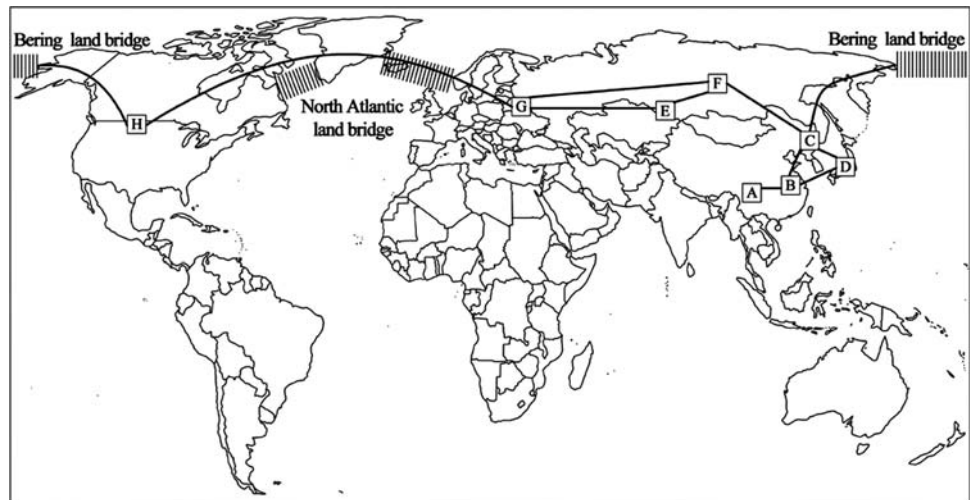 Bering land bridge
Bering land bridge
North Atlantic
land bridge
F
G
E
H
C
D
A
B